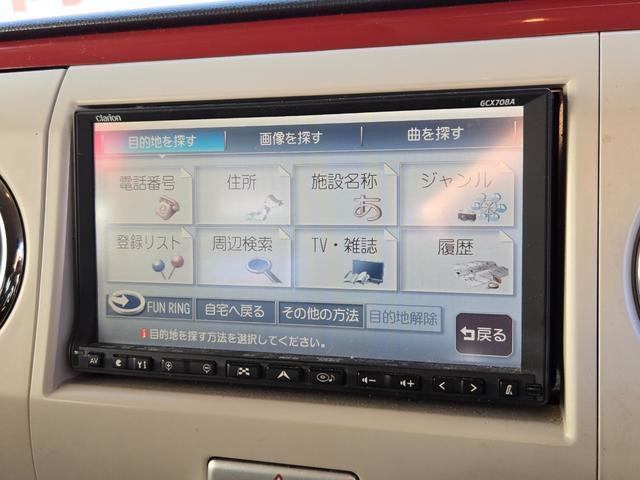 Clarion
GCX708A
目的地を探す 画像を探す 曲を探す
電話番号 住所 施設名称 ジャンル
あ
登録リスト 周辺検索 TV・雑誌 履歴
FUN RING 自宅へ戻る その他の方法 目的地解除
戻る
目的地を探す方法を選択してください。
AV